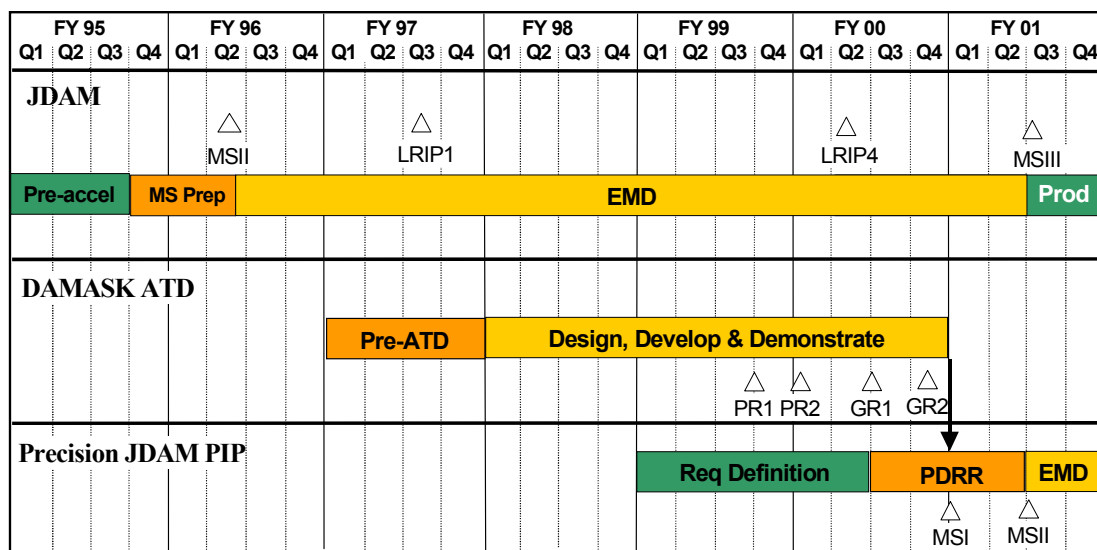 FY 95 FY 96 FY 97 FY 98 FY 99 FY 00 FY 01
Q1 Q2 Q3 Q4 Q1 Q2 Q4 Q1 Q2 Q3 Q4 Q1 Q2 Q3 Q4 Q1 Q2 Q3 Q4 Q1 Q2 Q4 Q1 Q2 Q3 Q4
JDAM
MSII LRIP1 LRIP4 MSIII
Pre-accel MS Prep EMD Prod
DAMASK ATD
Pre-ATD Design, Develop & Demonstrate
PR1 PR2 GR1 GR2
Precision JDAM PIP
Req Definition PDRR EMD
MSI MSII